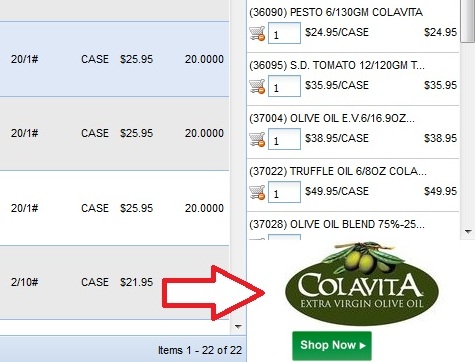 20/1# CASE $25.95 20.0000
20/1# CASE $25.95 20.0000
20/1# CASE $25.95 20.0000
2/10# CASE $21.95
Items 1 - 22 of 22
(36090) PESTO 6/130GM COLAVITA
1 $24.95/CASE $24.95
(36095) S.D. TOMATO 12/120GM T...
1 $35.95/CASE $35.95
(37004) OLIVE OIL E.V.6/16.9OZ...
1 $38.95/CASE $38.95
(37022) TRUFFLE OIL 6/8OZ COLA...
1 $49.95/CASE $49.95
(37028) OLIVE OIL BLEND 75%-25...
COLAVITA
EXTRA VIRGIN OLIVE OIL
Shop Now